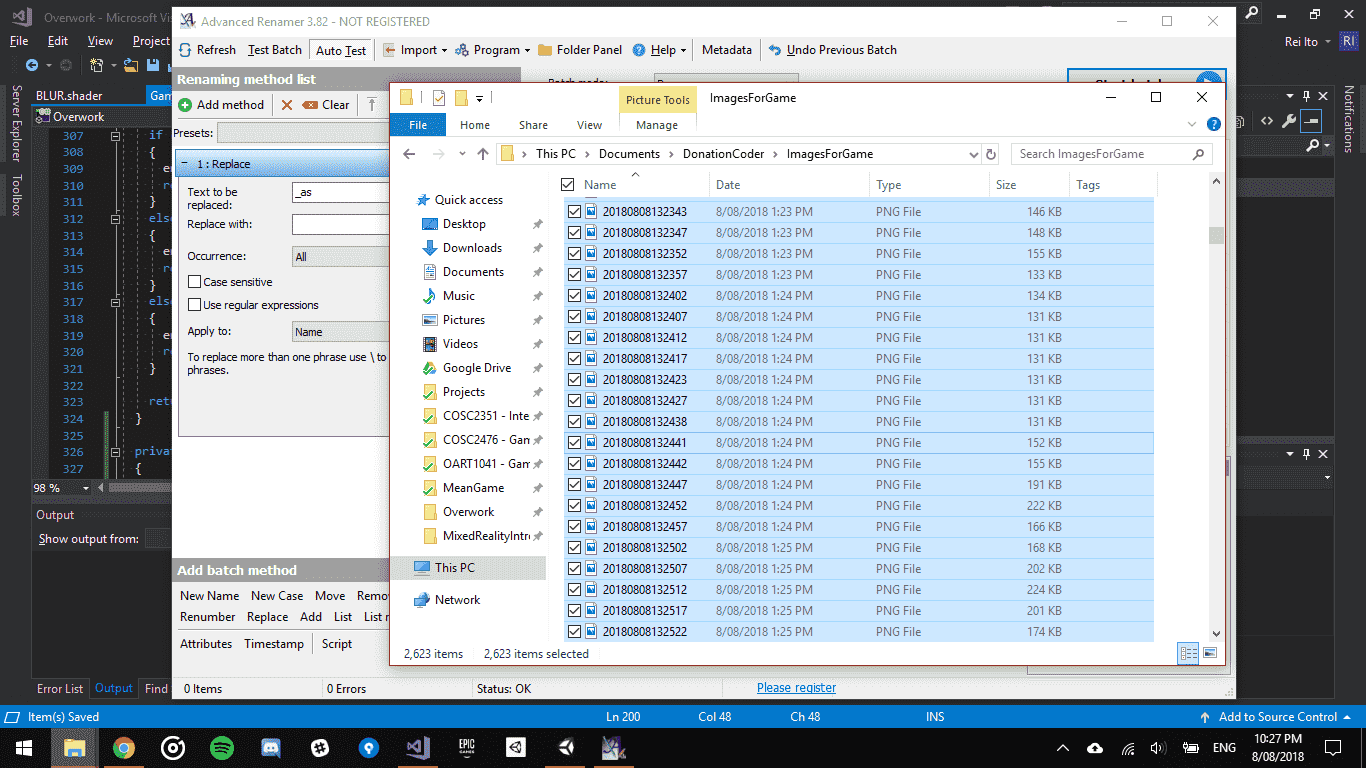 Overwork - Microsoft Vis
File Edit View Project
Rei Ito RI
BLUR.shader Gam
Overwork
Server Explorer
Toolbox
Notifications
307 if
308 {
309 en
310 re
311 }
312 else
313 {
314 en
315 re
316 }
317 else
318 {
319 en
320 re
321 }
322
323 retu
324 }
325
326 privat
327 {
98 %
Output
Show output from:
Error List Output Find
Item(s) Saved Ln 200 Col 48 Ch 48 INS Add to Source Control
Advanced Renamer 3.82 - NOT REGISTERED
Refresh Test Batch Auto Test Import Program Folder Panel Help Metadata Undo Previous Batch
Renaming method list
Add method Clear
Presets:
1 : Replace
Text to be replaced: _as
Replace with:
Occurrence: All
Case sensitive
Use regular expressions
Apply to: Name
To replace more than one phrase use \ to
phrases.
Add batch method
New Name New Case Move Remo
Renumber Replace Add List List r
Attributes Timestamp Script
0 Items 0 Errors Status: OK Please register
Picture Tools ImagesForGame
File Home Share View Manage
This PC > Documents > DonationCoder > ImagesForGame
Search ImagesForGame
Quick access
Desktop
Downloads
Documents
Music
Pictures
Videos
Google Drive
Projects
COSC2351 - Inte
COSC2476 - Gam
OART1041 - Gam
MeanGame
Overwork
MixedRealityIntr
This PC
Network
Name Date Type Size Tags
20180808132343 8/08/2018 1:23 PM PNG File 146 KB
20180808132347 8/08/2018 1:23 PM PNG File 148 KB
20180808132352 8/08/2018 1:23 PM PNG File 155 KB
20180808132357 8/08/2018 1:23 PM PNG File 133 KB
20180808132402 8/08/2018 1:24 PM PNG File 134 KB
20180808132407 8/08/2018 1:24 PM PNG File 131 KB
20180808132412 8/08/2018 1:24 PM PNG File 131 KB
20180808132417 8/08/2018 1:24 PM PNG File 131 KB
20180808132423 8/08/2018 1:24 PM PNG File 131 KB
20180808132427 8/08/2018 1:24 PM PNG File 131 KB
20180808132438 8/08/2018 1:24 PM PNG File 131 KB
20180808132441 8/08/2018 1:24 PM PNG File 152 KB
20180808132442 8/08/2018 1:24 PM PNG File 155 KB
20180808132447 8/08/2018 1:24 PM PNG File 191 KB
20180808132452 8/08/2018 1:24 PM PNG File 222 KB
20180808132457 8/08/2018 1:24 PM PNG File 166 KB
20180808132502 8/08/2018 1:25 PM PNG File 168 KB
20180808132507 8/08/2018 1:25 PM PNG File 202 KB
20180808132512 8/08/2018 1:25 PM PNG File 224 KB
20180808132517 8/08/2018 1:25 PM PNG File 201 KB
20180808132522 8/08/2018 1:25 PM PNG File 174 KB
2,623 items 2,623 items selected
EPIC GAMES
ENG
10:27 PM
8/08/2018